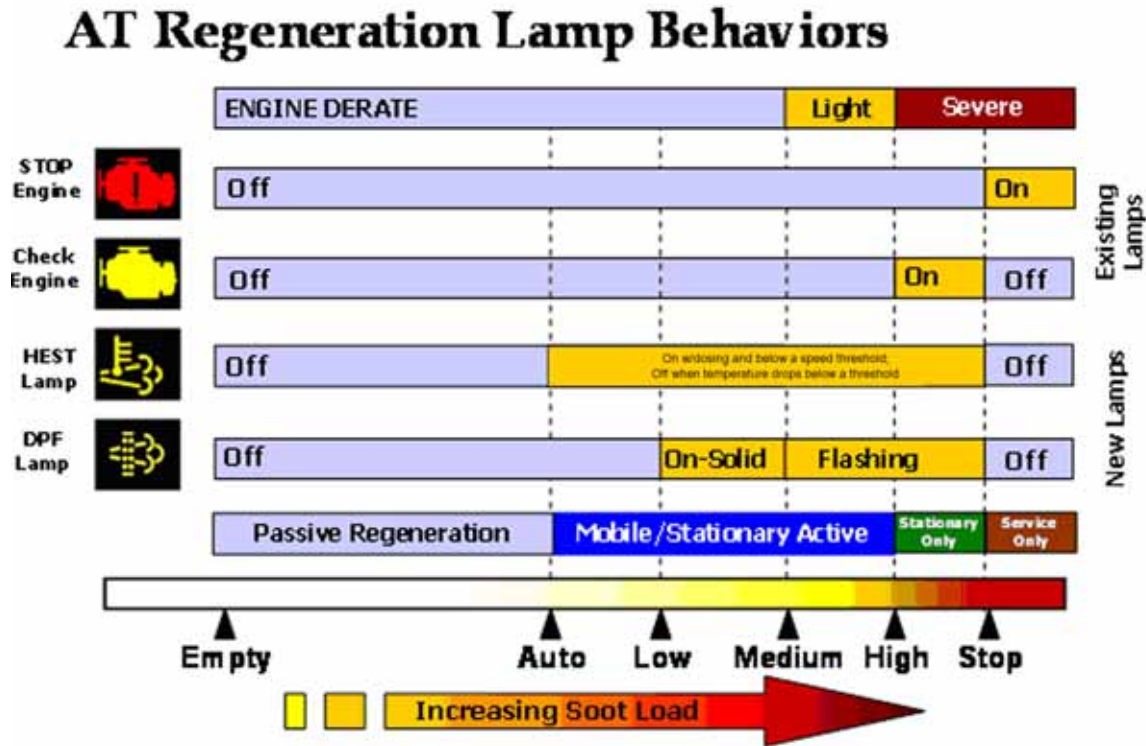 AT Regeneration Lamp Behaviors
ENGINE DERATE Light Severe
STOP
Engine
Off On
Check
Engine
Off On Off
Existing
Lamps
HEST
Lamp
Off
On w/dosing and below a speed threshold,
Off when temperature drops below a threshold
Off
DPF
Lamp
Off On-Solid Flashing Off
New Lamps
Passive Regeneration Mobile/Stationary Active
Stationary
Only
Service
Only
Empty Auto Low Medium High Stop
Increasing Soot Load